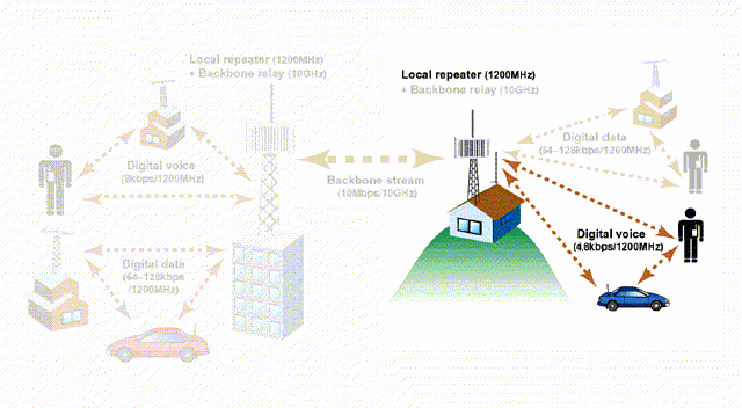 Local repeater (1200MHz)
+ Backbone relay (10GHz)
Digital voice
(8kbps/1200MHz)
Digital data
(64–128kbps
/1200MHz)
Backbone stream
(10Mbps/10GHz)
Local repeater (1200MHz)
+ Backbone relay (10GHz)
Digital data
(64–128kbps/1200MHz)
Digital voice
(4,8kbps/1200MHz)